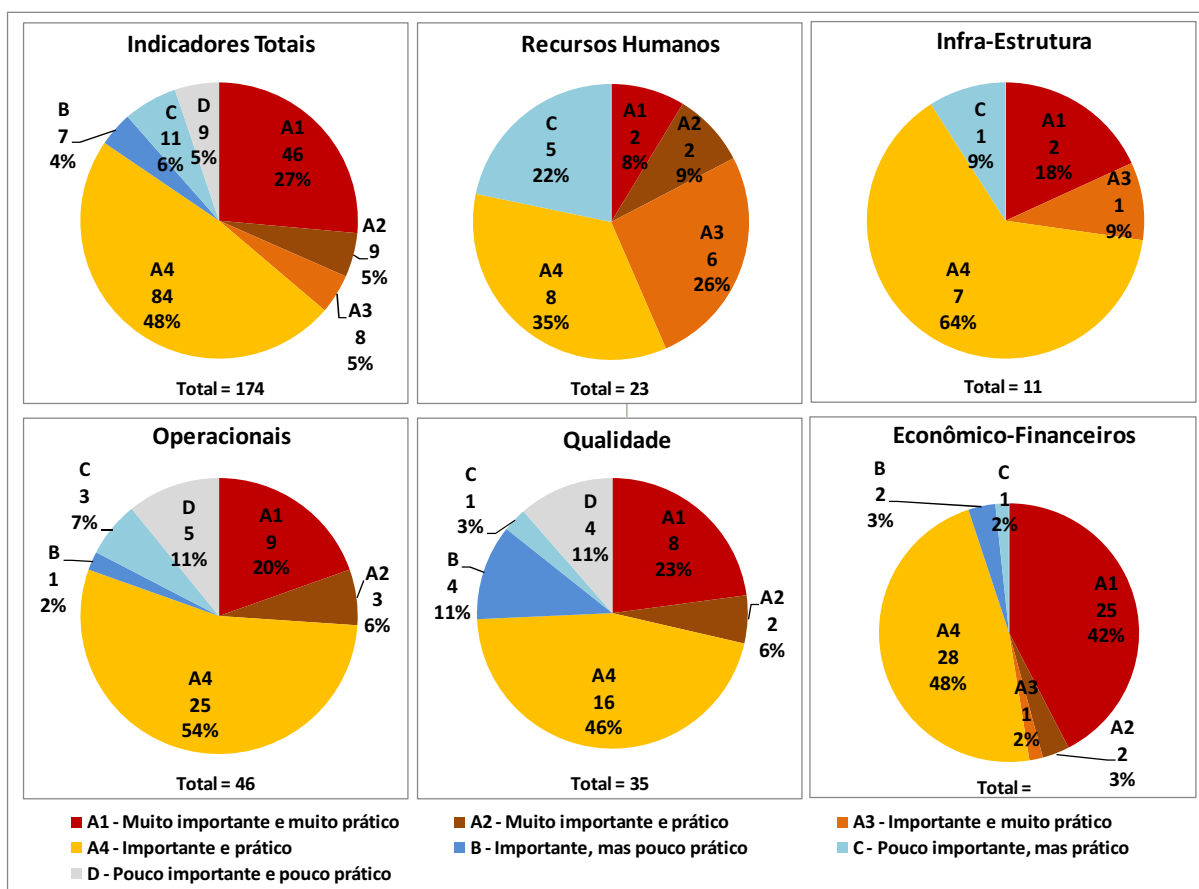 Indicadores Totais
B
7
4%
C
11
6%
D
9
5%
A1
46
27%
A2
9
5%
A3
8
5%
A4
84
48%
Total = 174
Recursos Humanos
A1
2
8%
A2
2
9%
A3
6
26%
A4
8
35%
C
5
22%
Total = 23
Infra-Estrutura
C
1
9%
A1
2
18%
A3
1
9%
A4
7
64%
Total = 11
Operacionais
C
3
7%
D
5
11%
A1
9
20%
B
1
2%
A2
3
6%
A4
25
54%
Total = 46
Qualidade
C
1
3%
D
4
11%
A1
8
23%
B
4
11%
A2
2
6%
A4
16
46%
Total = 35
Econômico-Financeiros
B
2
3%
C
1
2%
A1
25
42%
A4
28
48%
A3
1
2%
A2
2
3%
Total =
A1 - Muito importante e muito prático
A2 - Muito importante e prático
A3 - Importante e muito prático
A4 - Importante e prático
B - Importante, mas pouco prático
C - Pouco importante, mas prático
D - Pouco importante e pouco prático